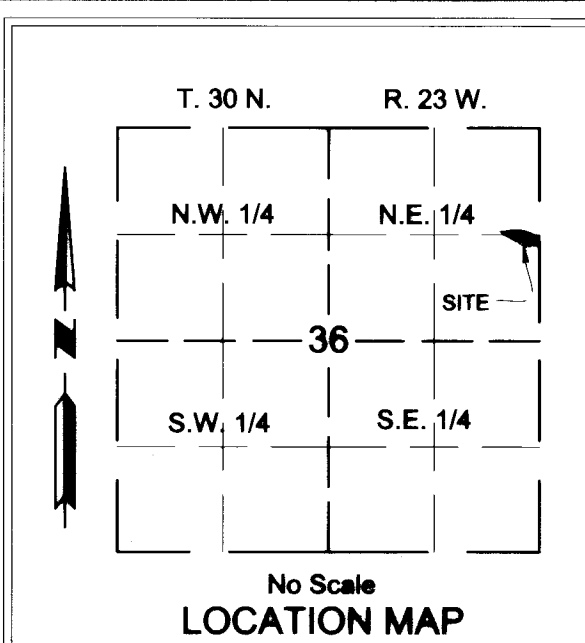 T. 30 N. R. 23 W.
N.W. 1/4 N.E. 1/4
SITE
N
36
S.W. 1/4 S.E. 1/4
No Scale
LOCATION MAP